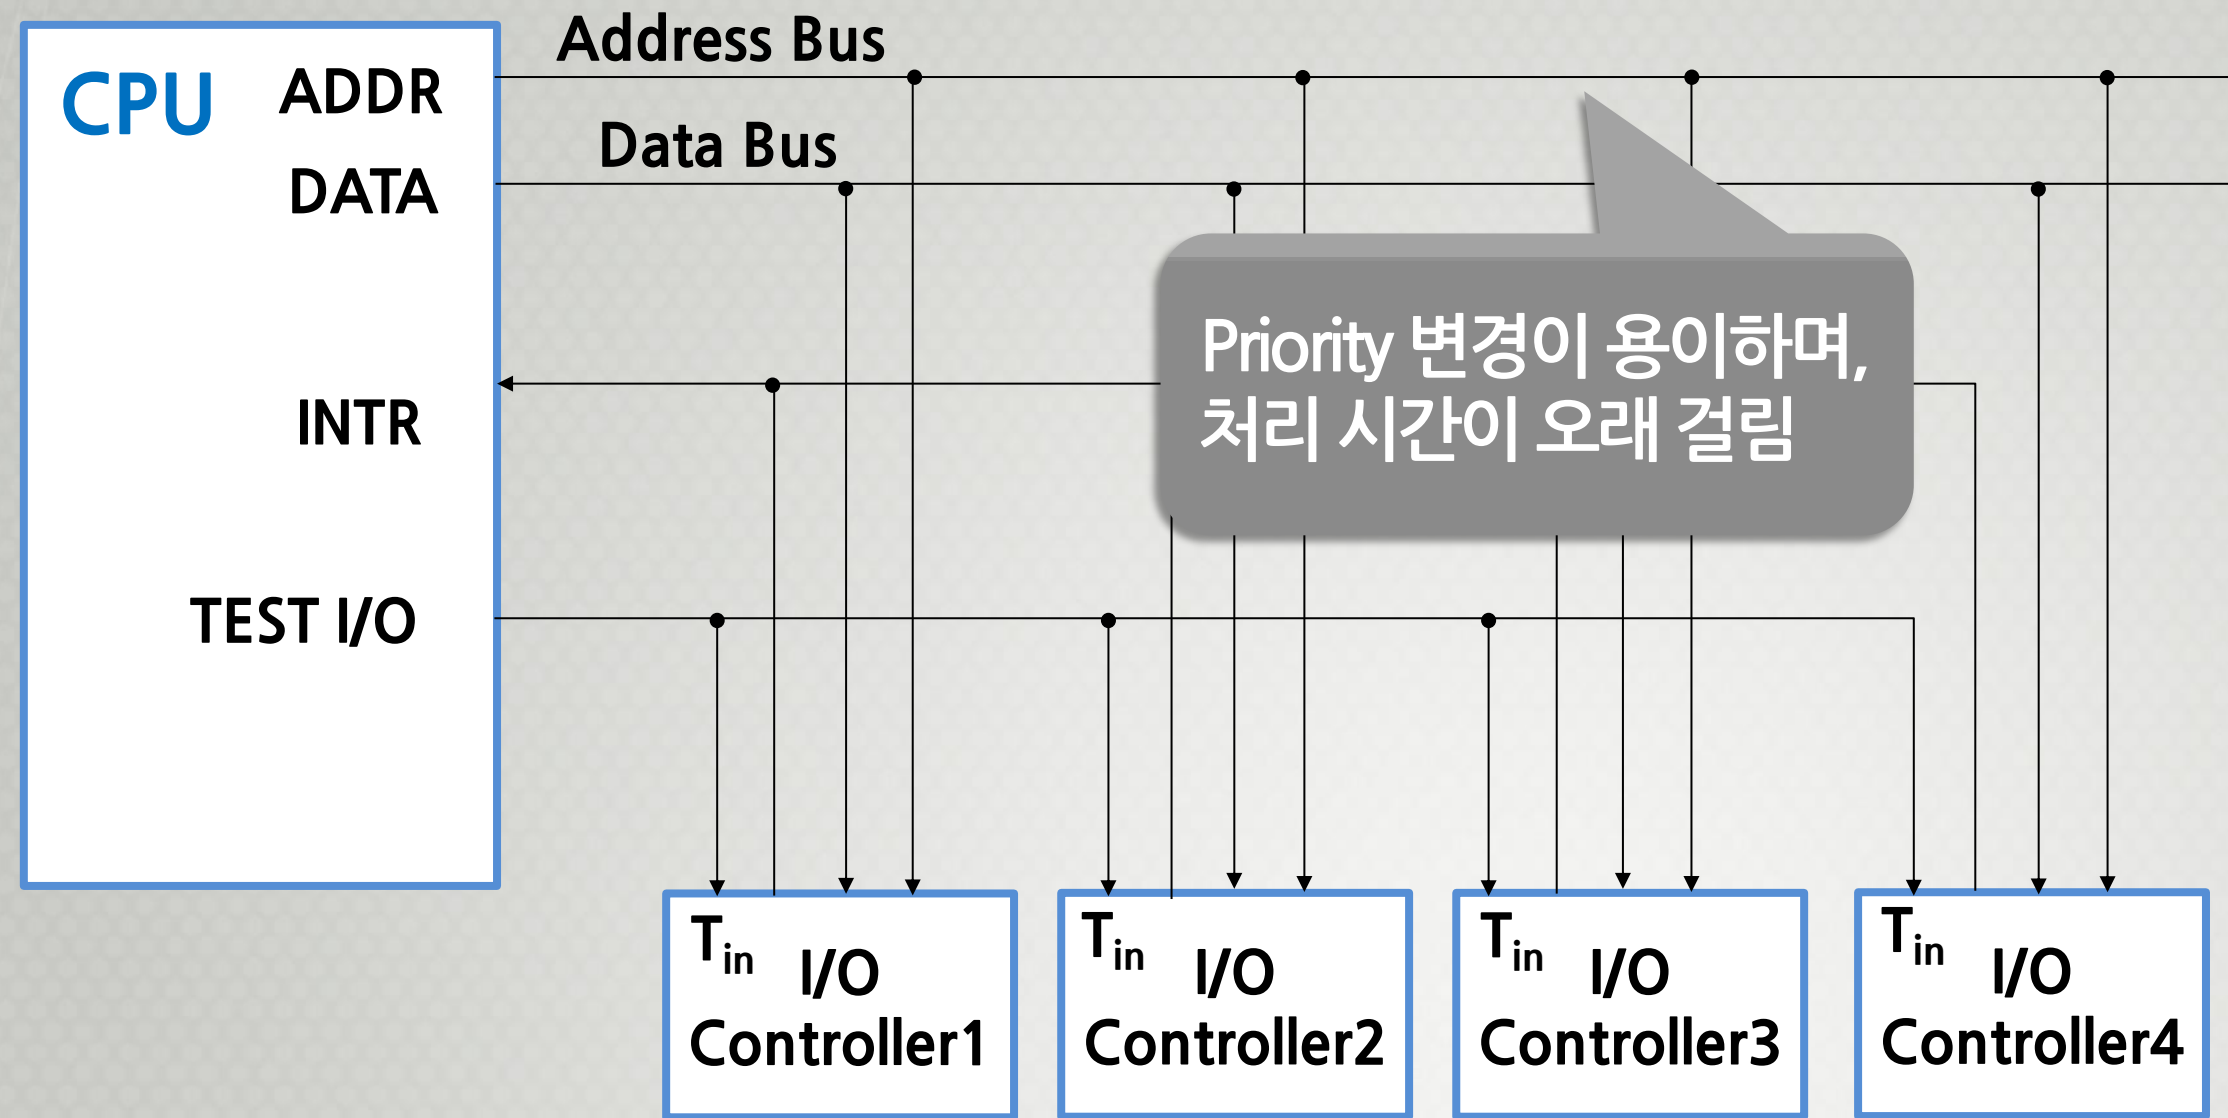 Address Bus
CPU ADDR
Data Bus
DATA
Priority 변경이 용이하며,
처리 시간이 오래 걸림
INTR
TEST I/O
Tin I/O
Controller1
Tin I/O
Controller2
Tin I/O
Controller3
Tin I/O
Controller4